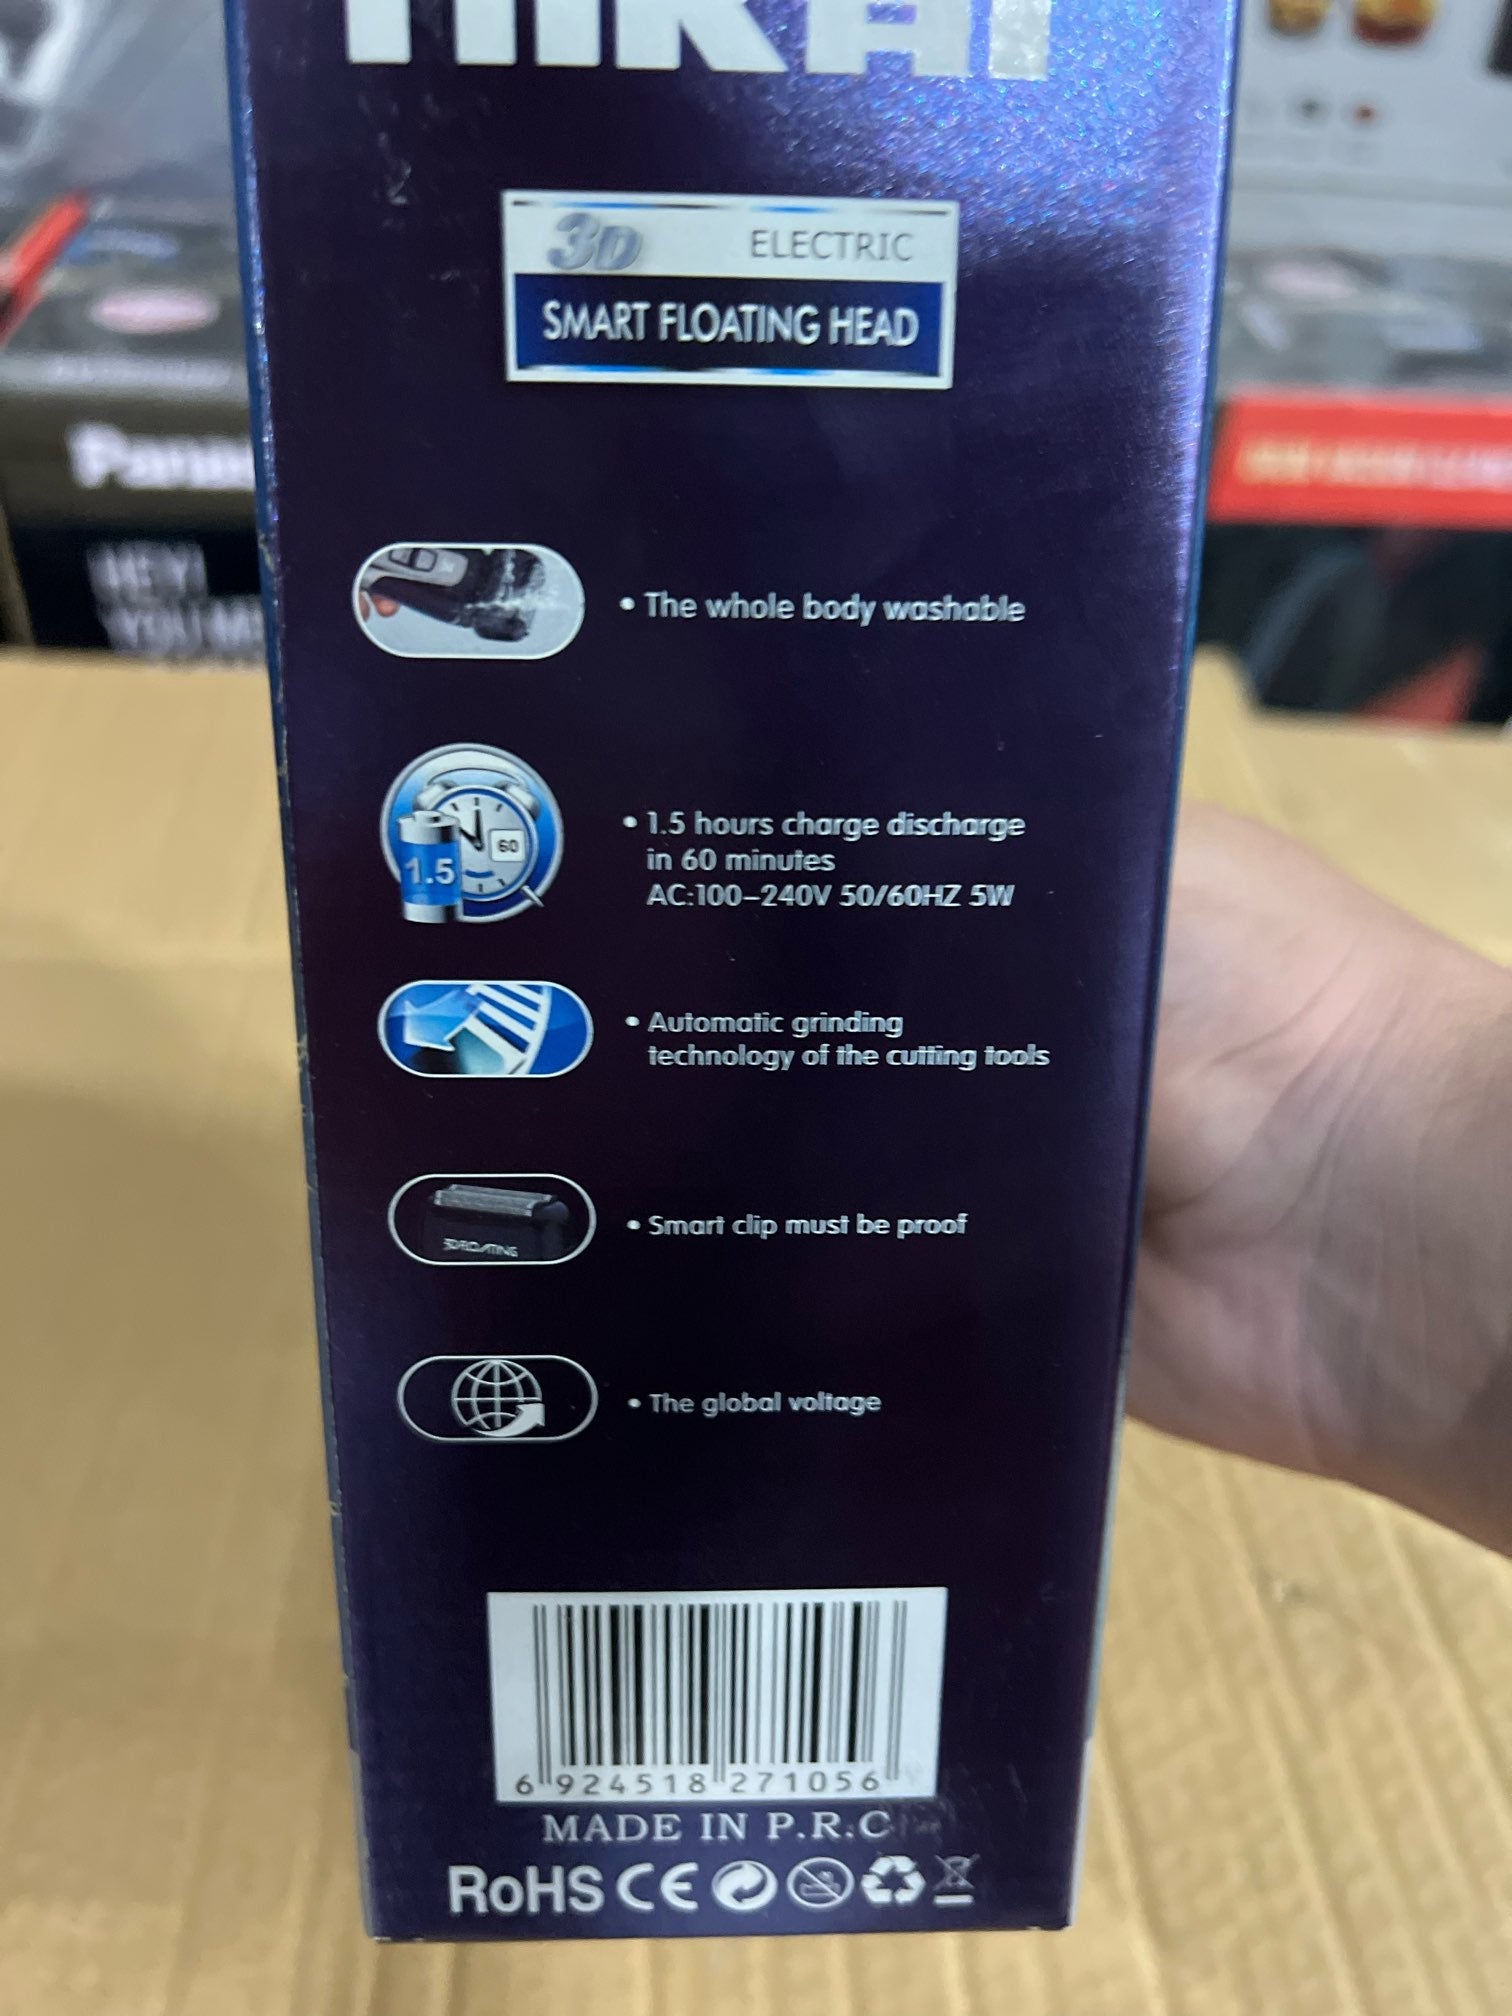 3D ELECTRIC
SMART FLOATING HEAD
• The whole body washable
1.5
60
• 1.5 hours charge discharge
in 60 minutes
AC:100-240V 50/60HZ 5W
• Automatic grinding
technology of the cutting tools
• Smart clip must be proof
• The global voltage
6 924518 271056
MADE IN P.R.C
RoHS CE